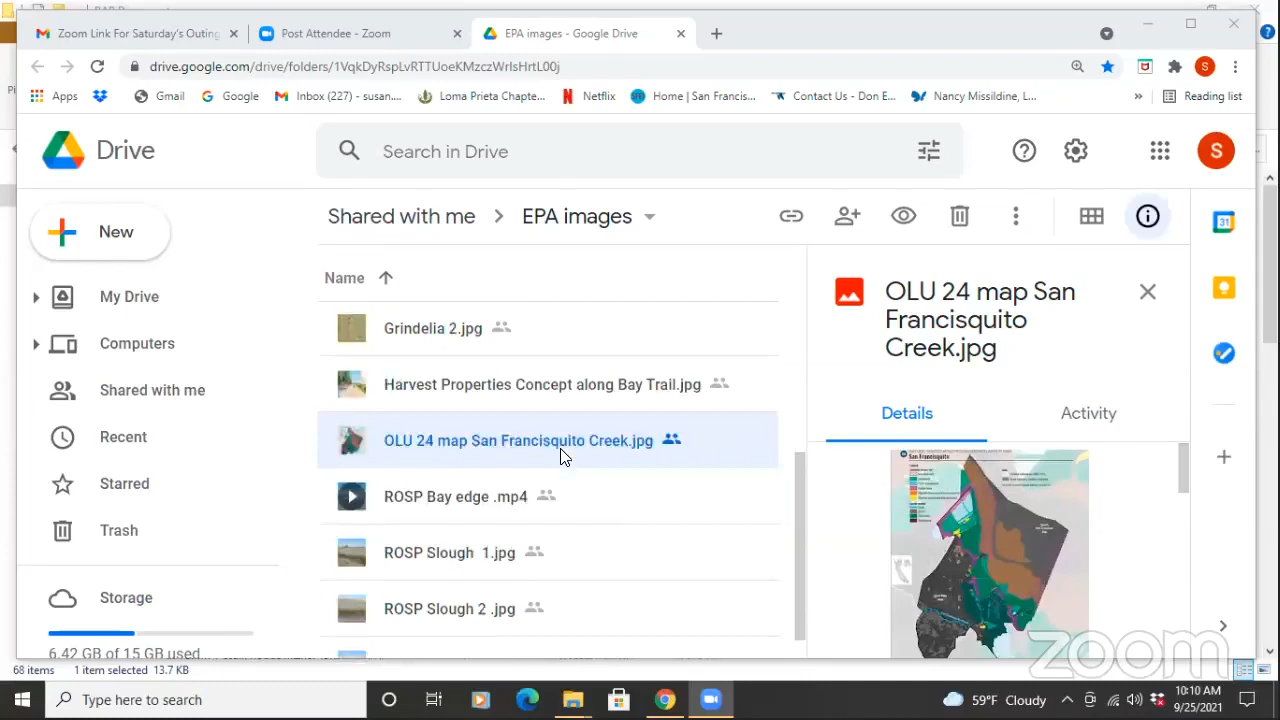 Zoom Link For Saturday's Outing
Post Attendee - Zoom
EPA images - Google Drive
drive.google.com/drive/folders/1VqkDyRspLvRTTUoeKMzczWrIsHrtL00j
Apps
Gmail
Google
Inbox (227) - susan....
Loma Prieta Chapte...
Netflix
Home | San Francis...
Contact Us - Don E...
Nancy Missildine, L...
»
Reading list
Drive
Search in Drive
S
New
Shared with me > EPA images
My Drive
Computers
Shared with me
Recent
Starred
Trash
Storage
6.42 GB of 15 GB used
Name
Grindelia 2.jpg
Harvest Properties Concept along Bay Trail.jpg
OLU 24 map San Francisquito Creek.jpg
ROSP Bay edge .mp4
ROSP Slough 1.jpg
ROSP Slough 2 .jpg
OLU 24 map San
Francisquito
Creek.jpg
Details
Activity
San Francisquito
31
zoom
68 items
1 item selected 13.7 KB
Type here to search
59°F Cloudy
10:10 AM
9/25/2021